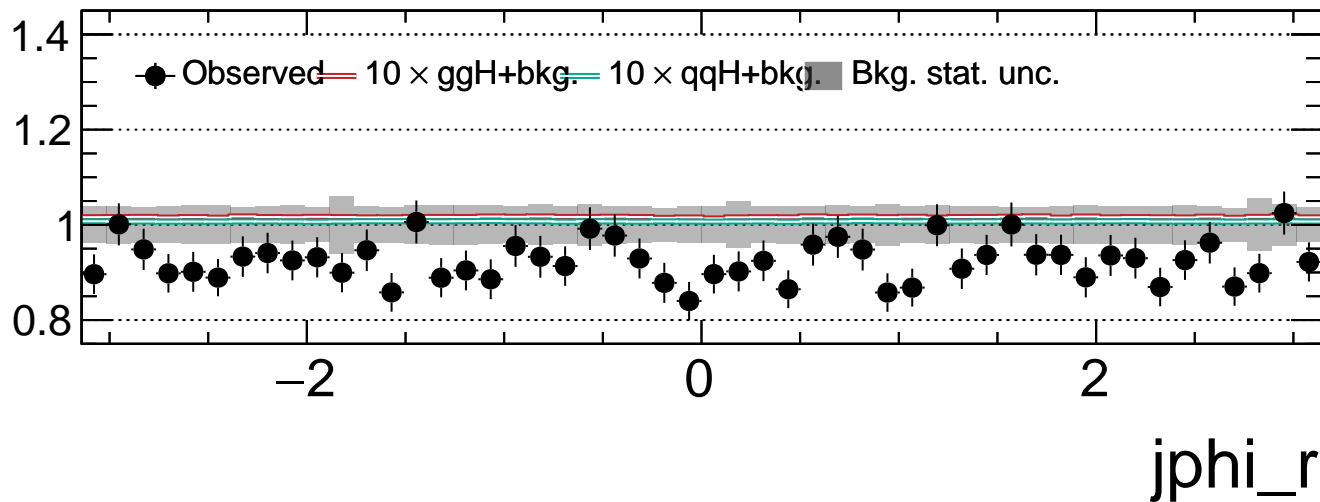 1.4
Observed 10 × ggH+bkg. 10 × qqH+bkg. Bkg. stat. unc.
1.2
1
0.8
−2 0 2
jphi_r